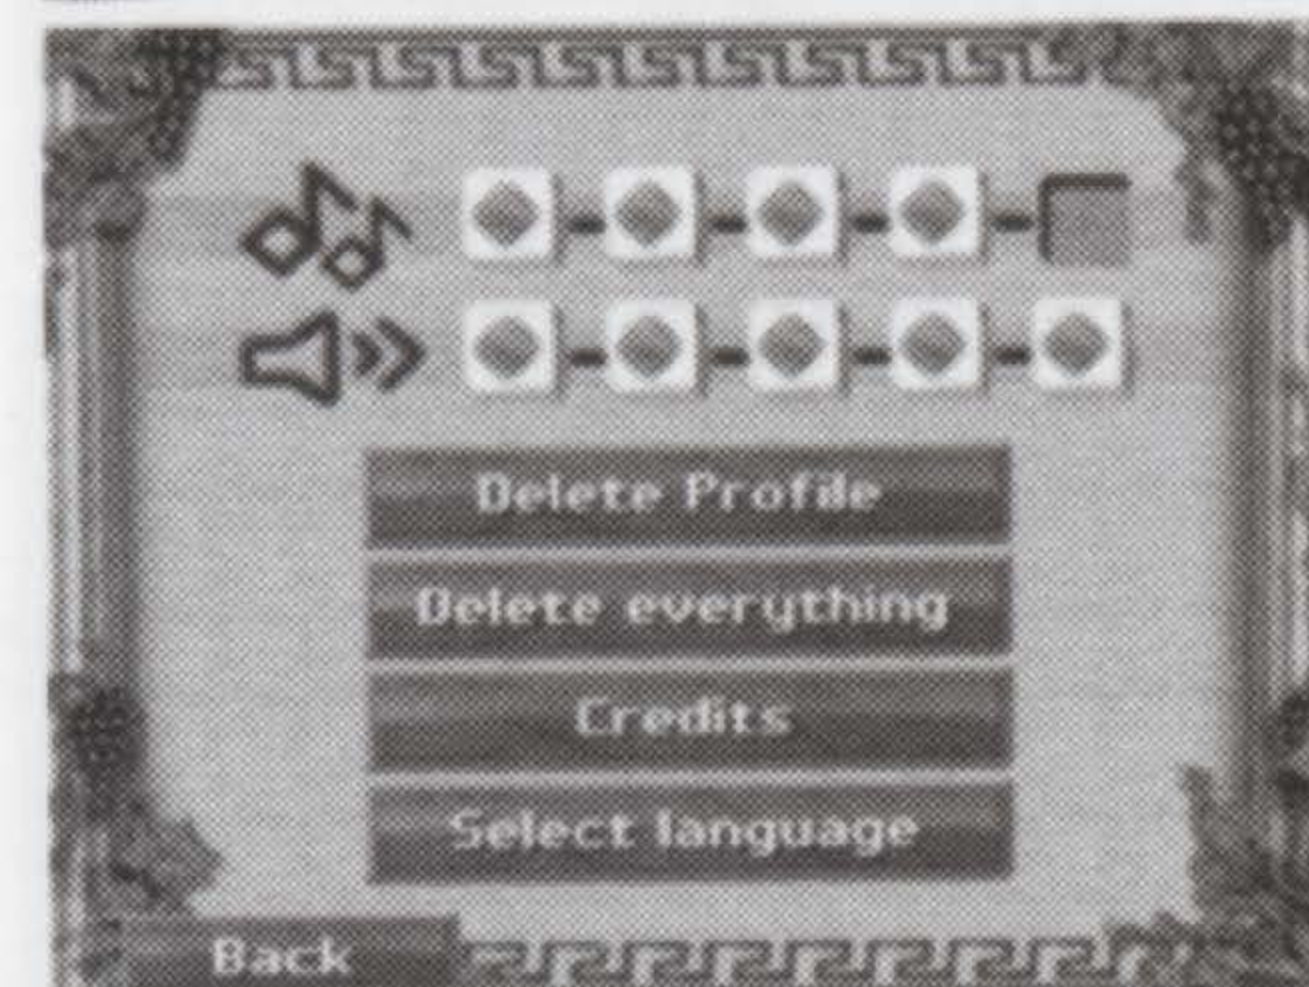 Delete Profile
Delete everything
Credits
Select language
Back